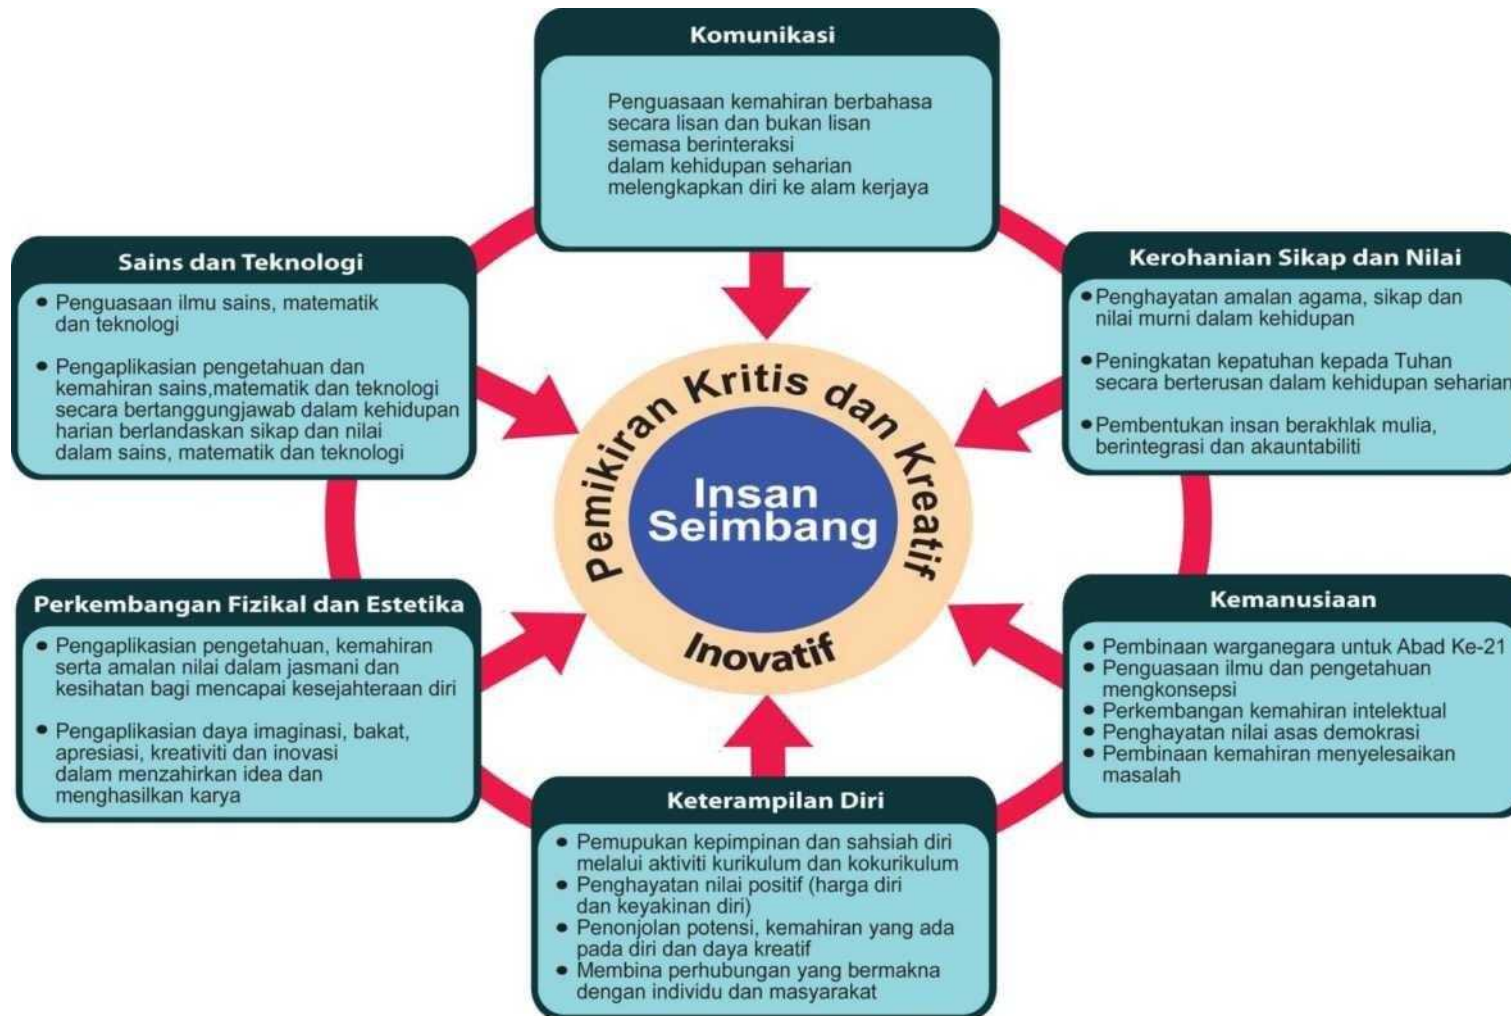 Komunikasi
Penguasaan kemahiran berbahasa
secara lisan dan bukan lisan
semasa berinteraksi
dalam kehidupan seharian
melengkapkan diri ke alam kerjaya
Sains dan Teknologi
• Penguasaan ilmu sains, matematik
dan teknologi
• Pengaplikasian pengetahuan dan
kemahiran sains,matematik dan teknologi
secara bertanggungjawab dalam kehidupan
harian berlandaskan sikap dan nilai
dalam sains, matematik dan teknologi
Kerohanian Sikap dan Nilai
• Penghayatan amalan agama, sikap dan
nilai murni dalam kehidupan
• Peningkatan kepatuhan kepada Tuhan
secara berterusan dalam kehidupan seharian
• Pembentukan insan berakhlak mulia,
berintegrasi dan akauntabiliti
Pemikiran Kritis dan Kreatif
Insan
Seimbang
Inovatif
Perkembangan Fizikal dan Estetika
• Pengaplikasian pengetahuan, kemahiran
serta amalan nilai dalam jasmani dan
kesihatan bagi mencapai kesejahteraan diri
• Pengaplikasian daya imaginasi, bakat,
apresiasi, kreativiti dan inovasi
dalam menzahirkan idea dan
menghasilkan karya
Kemanusiaan
• Pembinaan warganegara untuk Abad Ke-21
• Penguasaan ilmu dan pengetahuan
mengkonsepsi
• Perkembangan kemahiran intelektual
• Penghayatan nilai asas demokrasi
• Pembinaan kemahiran menyelesaikan
masalah
Keterampilan Diri
• Pemupukan kepimpinan dan sahsiah diri
melalui aktiviti kurikulum dan kokurikulum
• Penghayatan nilai positif (harga diri
dan keyakinan diri)
• Penonjolan potensi, kemahiran yang ada
pada diri dan daya kreatif
• Membina perhubungan yang bermakna
dengan individu dan masyarakat